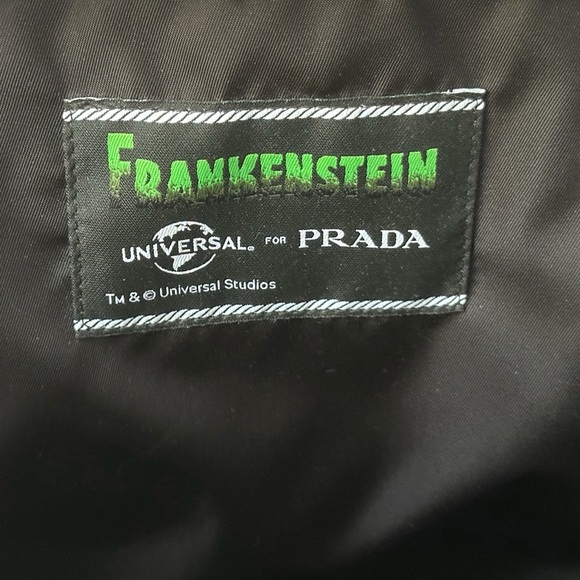 FRANKENSTEIN
UNIVERSAL® FOR PRADA
TM & © Universal Studios